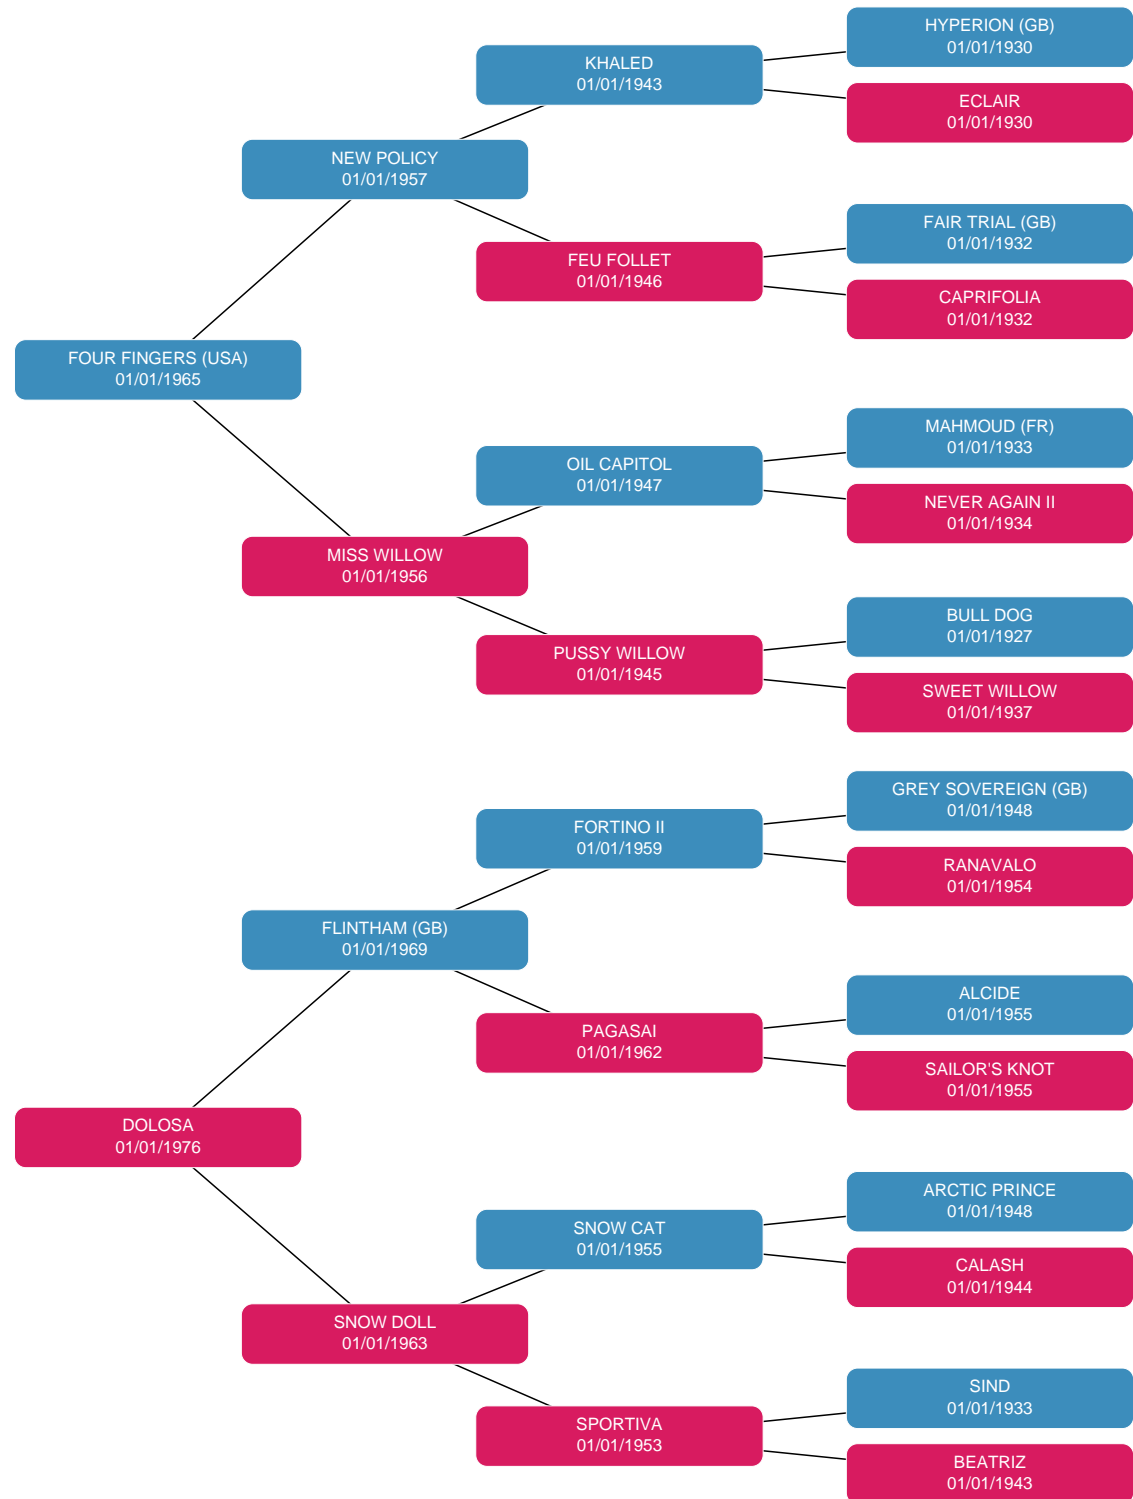 HYPERION (GB)
01/01/1930
KHALED
01/01/1943
ECLAIR
01/01/1930
NEW POLICY
01/01/1957
FAIR TRIAL (GB)
01/01/1932
FEU FOLLET
01/01/1946
CAPRIFOLIA
01/01/1932
FOUR FINGERS (USA)
01/01/1965
MAHMOUD (FR)
01/01/1933
OIL CAPITOL
01/01/1947
NEVER AGAIN II
01/01/1934
MISS WILLOW
01/01/1956
BULL DOG
01/01/1927
PUSSY WILLOW
01/01/1945
SWEET WILLOW
01/01/1937
GREY SOVEREIGN (GB)
01/01/1948
FORTINO II
01/01/1959
RANAVALO
01/01/1954
FLINTHAM (GB)
01/01/1969
ALCIDE
01/01/1955
PAGASAI
01/01/1962
SAILOR'S KNOT
01/01/1955
DOLOSA
01/01/1976
ARCTIC PRINCE
01/01/1948
SNOW CAT
01/01/1955
CALASH
01/01/1944
SNOW DOLL
01/01/1963
SIND
01/01/1933
SPORTIVA
01/01/1953
BEATRIZ
01/01/1943